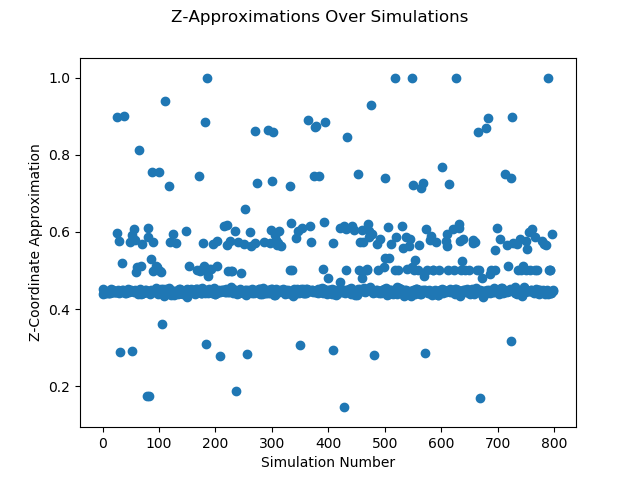 Z-Approximations Over Simulations
1.0
0.8
0.6
0.4
0.2
Z-Coordinate Approximation
0 100 200 300 400 500 600 700 800
Simulation Number